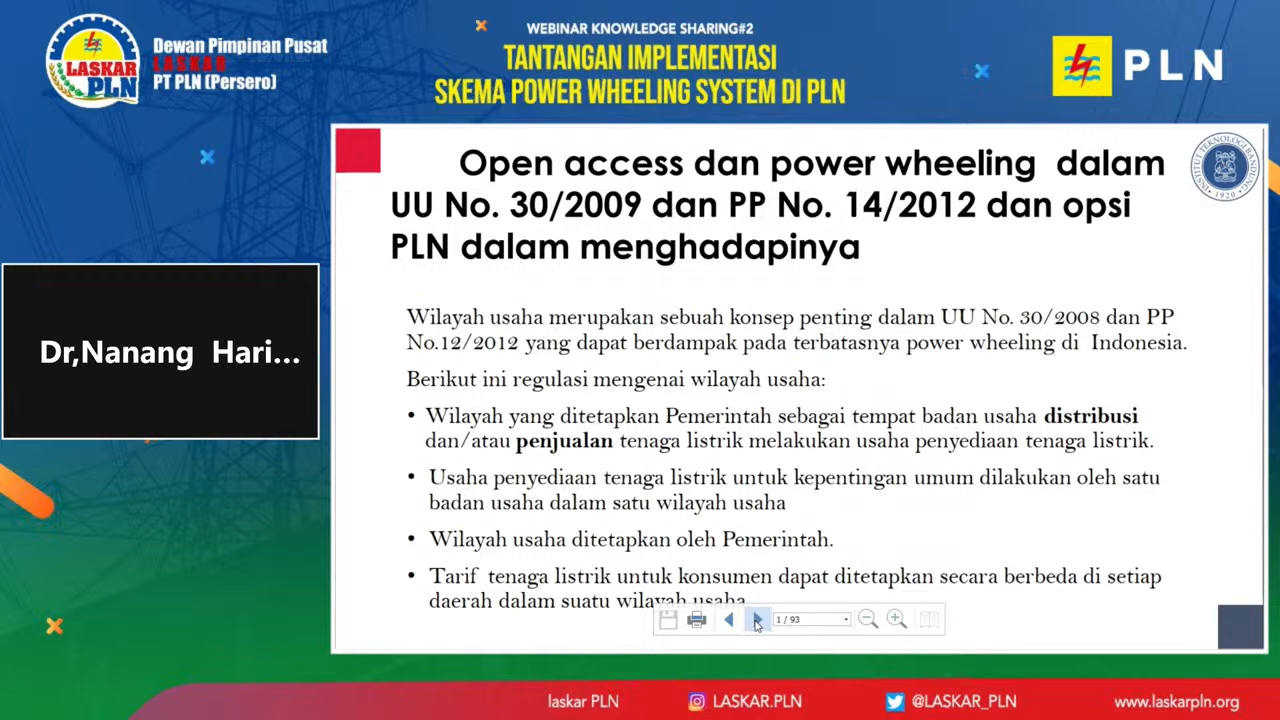 WEBINAR KNOWLEDGE SHARING#2
TANTANGAN IMPLEMENTASI
SKEMA POWER WHEELING SYSTEM DI PLN
LASKAR
PLN
Dewan Pimpinan Pusat
LASKAR
PT PLN (Persero)
PLN
Open access dan power wheeling dalam
UU No. 30/2009 dan PP No. 14/2012 dan opsi
PLN dalam menghadapinya
INSTITUT TEKNOLOGI BANDUNG
1920
Dr,Nanang Hari...
Wilayah usaha merupakan sebuah konsep penting dalam UU No. 30/2008 dan PP
No.12/2012 yang dapat berdampak pada terbatasnya power wheeling di Indonesia.
Berikut ini regulasi mengenai wilayah usaha:
• Wilayah yang ditetapkan Pemerintah sebagai tempat badan usaha distribusi
dan/atau penjualan tenaga listrik melakukan usaha penyediaan tenaga listrik.
• Usaha penyediaan tenaga listrik untuk kepentingan umum dilakukan oleh satu
badan usaha dalam satu wilayah usaha
• Wilayah usaha ditetapkan oleh Pemerintah.
• Tarif tenaga listrik untuk konsumen dapat ditetapkan secara berbeda di setiap
daerah dalam suatu wilayah usaha
1 / 93
laskar PLN
LASKAR.PLN
@LASKAR_PLN
www.laskarpln.org